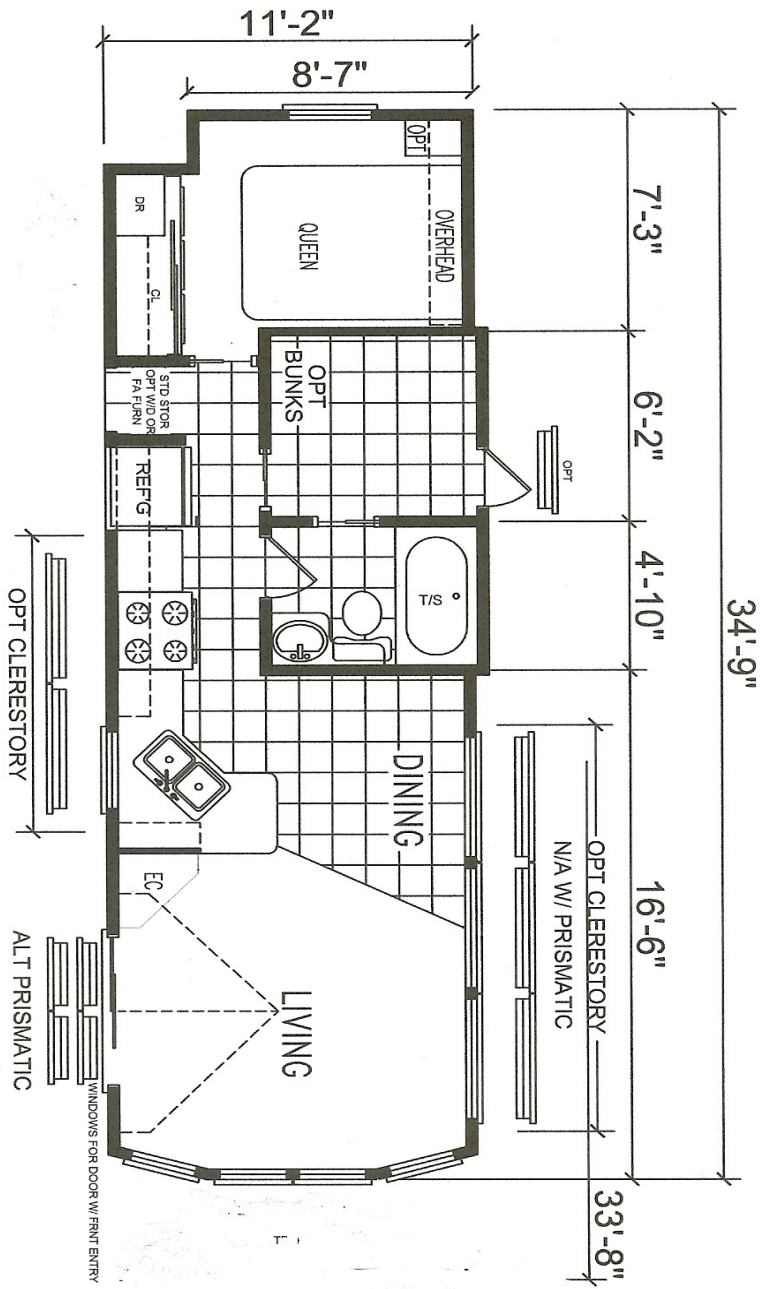 11'-2"
8'-7"
7'-3"
6'-2"
4'-10"
16'-6"
34'-9"
33'-8"
OPT
OVERHEAD
QUEEN
DR
CL
STD STOR
OPT W/D OR
FA FURN
OPT
BUNKS
OPT
REF'G
T/S
DINING
EC
LIVING
OPT CLERESTORY
N/A W/ PRISMATIC
OPT CLERESTORY
ALT PRISMATIC
WINDOWS FOR DOOR W/ FRNT ENTRY